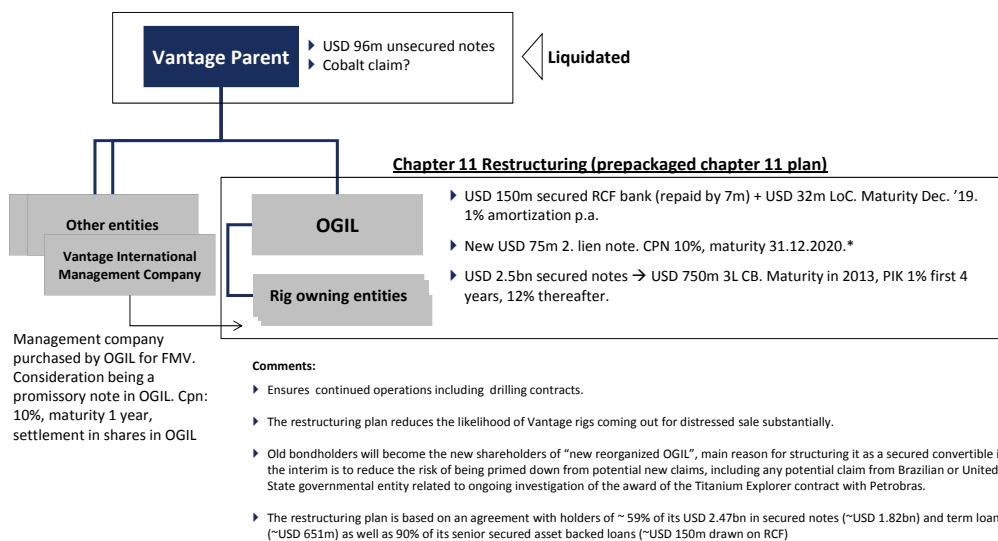 Vantage Parent
USD 96m unsecured notes
Cobalt claim?
Liquidated
Chapter 11 Restructuring (prepackaged chapter 11 plan)
Other entities
Vantage International
Management Company
OGIL
Rig owning entities
USD 150m secured RCF bank (repaid by 7m) + USD 32m LoC. Maturity Dec. ’19.
1% amortization p.a.
New USD 75m 2. lien note. CPN 10%, maturity 31.12.2020.*
USD 2.5bn secured notes → USD 750m 3L CB. Maturity in 2013, PIK 1% first 4
years, 12% thereafter.
Management company
purchased by OGIL for FMV.
Consideration being a
promissory note in OGIL. Cpn:
10%, maturity 1 year,
settlement in shares in OGIL
Comments:
Ensures continued operations including drilling contracts.
The restructuring plan reduces the likelihood of Vantage rigs coming out for distressed sale substantially.
Old bondholders will become the new shareholders of “new reorganized OGIL”, main reason for structuring it as a secured convertible i
the interim is to reduce the risk of being primed down from potential new claims, including any potential claim from Brazilian or United
State governmental entity related to ongoing investigation of the award of the Titanium Explorer contract with Petrobras.
The restructuring plan is based on an agreement with holders of ~ 59% of its USD 2.47bn in secured notes (~USD 1.82bn) and term loan
(~USD 651m) as well as 90% of its senior secured asset backed loans (~USD 150m drawn on RCF)